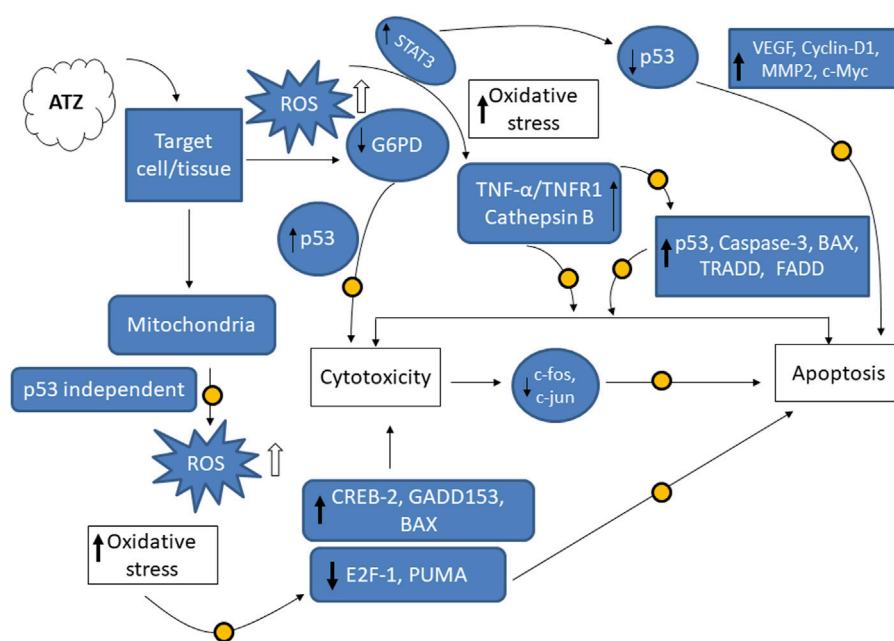 ATZ
Target
cell/tissue
ROS
STAT3
G6PD
p53
Oxidative
stress
p53
VEGF, Cyclin-D1,
MMP2, c-Myc
TNF-α/TNFR1
Cathepsin B
p53, Caspase-3, BAX,
TRADD, FADD
Mitochondria
p53 independent
ROS
Cytotoxicity
c-fos,
c-jun
Apoptosis
CREB-2, GADD153,
BAX
Oxidative
stress
E2F-1, PUMA